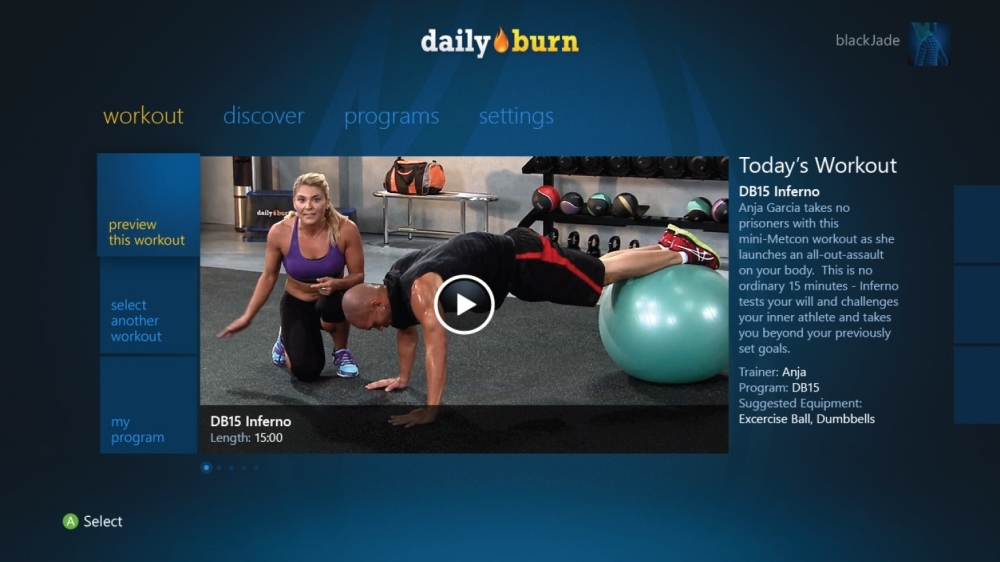 daily burn
blackJade
workout discover programs settings
preview
this workout
select
another
workout
my
program
daily
DB15 Inferno
Length: 15:00
Today's Workout
DB15 Inferno
Anja Garcia takes no
prisoners with this
mini-Metcon workout as she
launches an all-out-assault
on your body.  This is no
ordinary 15 minutes - Inferno
tests your will and challenges
your inner athlete and takes
you beyond your previously
set goals.
Trainer: Anja
Program: DB15
Suggested Equipment:
Excercise Ball, Dumbbells
A Select